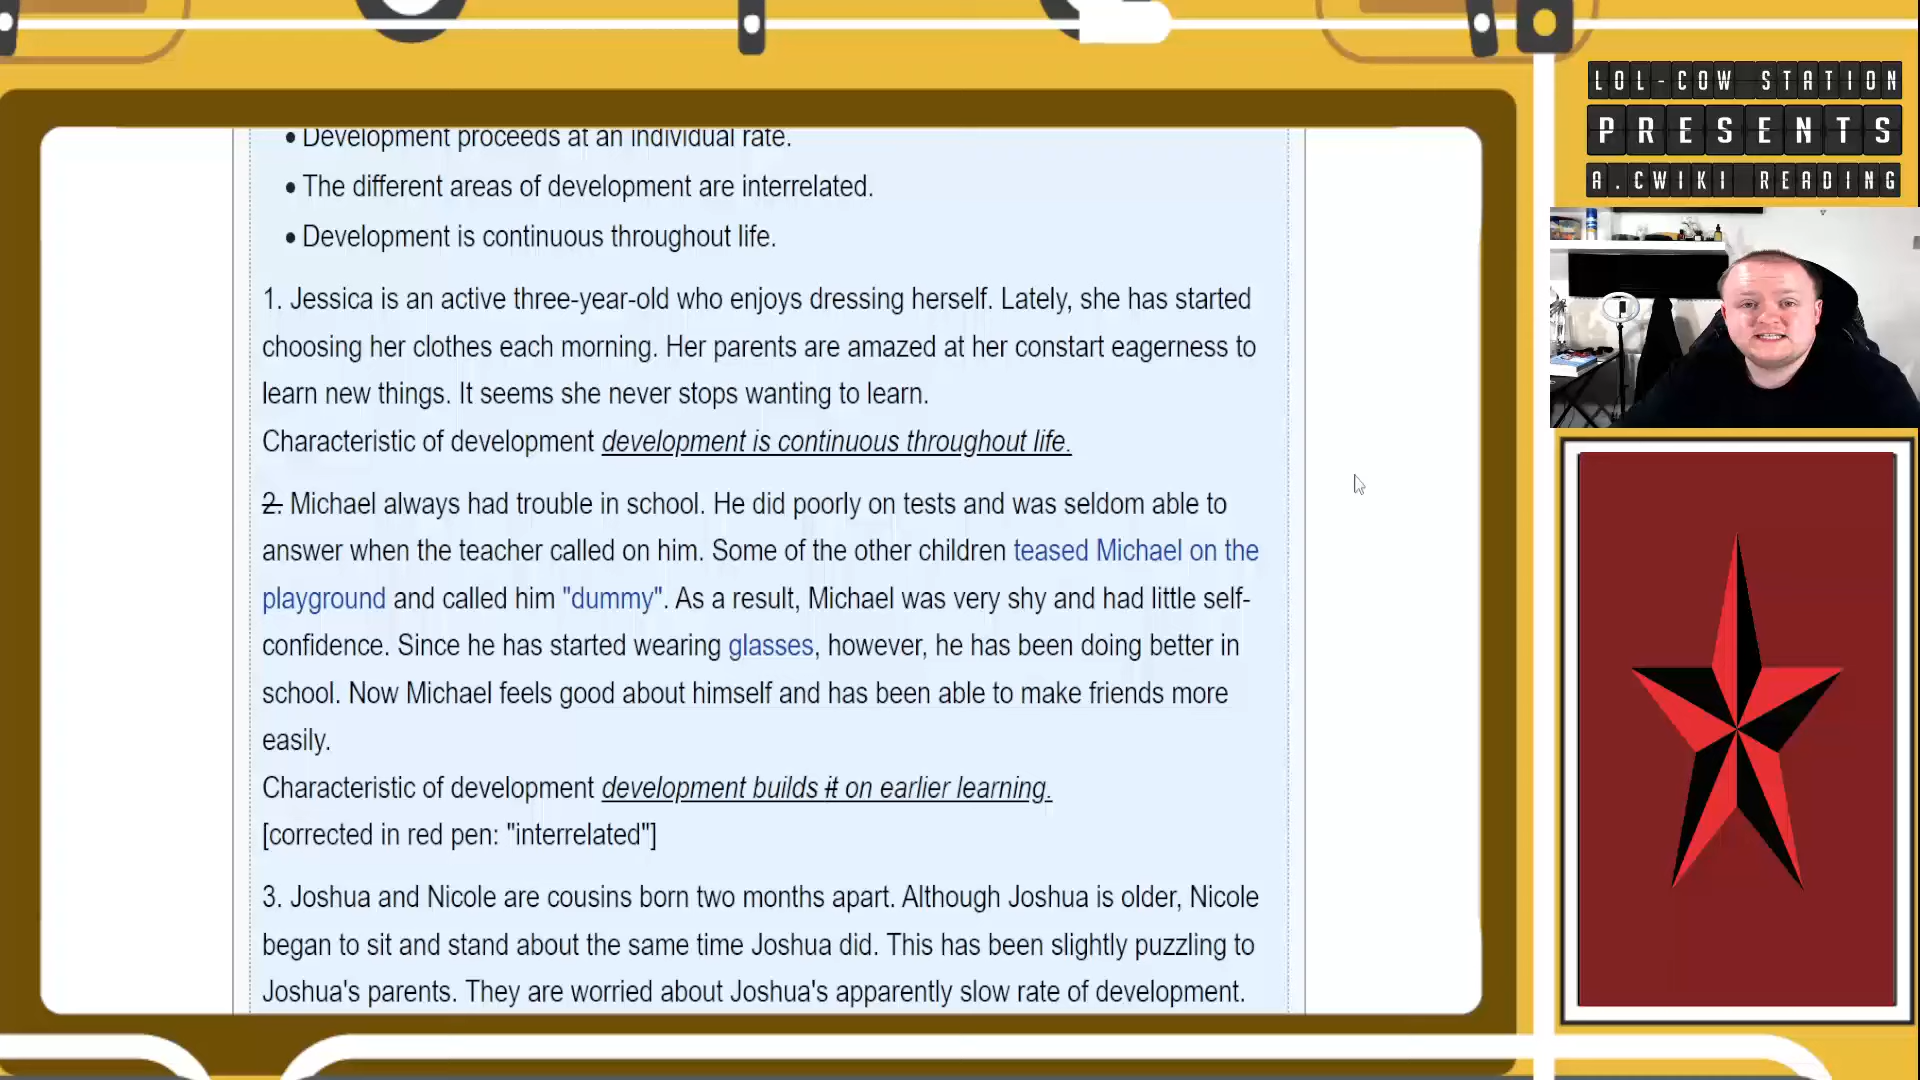 LOL-COW STATION
PRESENTS
A.CWIKI READING
• Development proceeds at an individual rate.
• The different areas of development are interrelated.
• Development is continuous throughout life.
1. Jessica is an active three-year-old who enjoys dressing herself. Lately, she has started
choosing her clothes each morning. Her parents are amazed at her constart eagerness to
learn new things. It seems she never stops wanting to learn.
Characteristic of development development is continuous throughout life.
2. Michael always had trouble in school. He did poorly on tests and was seldom able to
answer when the teacher called on him. Some of the other children teased Michael on the
playground and called him "dummy". As a result, Michael was very shy and had little self-
confidence. Since he has started wearing glasses, however, he has been doing better in
school. Now Michael feels good about himself and has been able to make friends more
easily.
Characteristic of development development builds it on earlier learning.
[corrected in red pen: "interrelated"]
3. Joshua and Nicole are cousins born two months apart. Although Joshua is older, Nicole
began to sit and stand about the same time Joshua did. This has been slightly puzzling to
Joshua's parents. They are worried about Joshua's apparently slow rate of development.